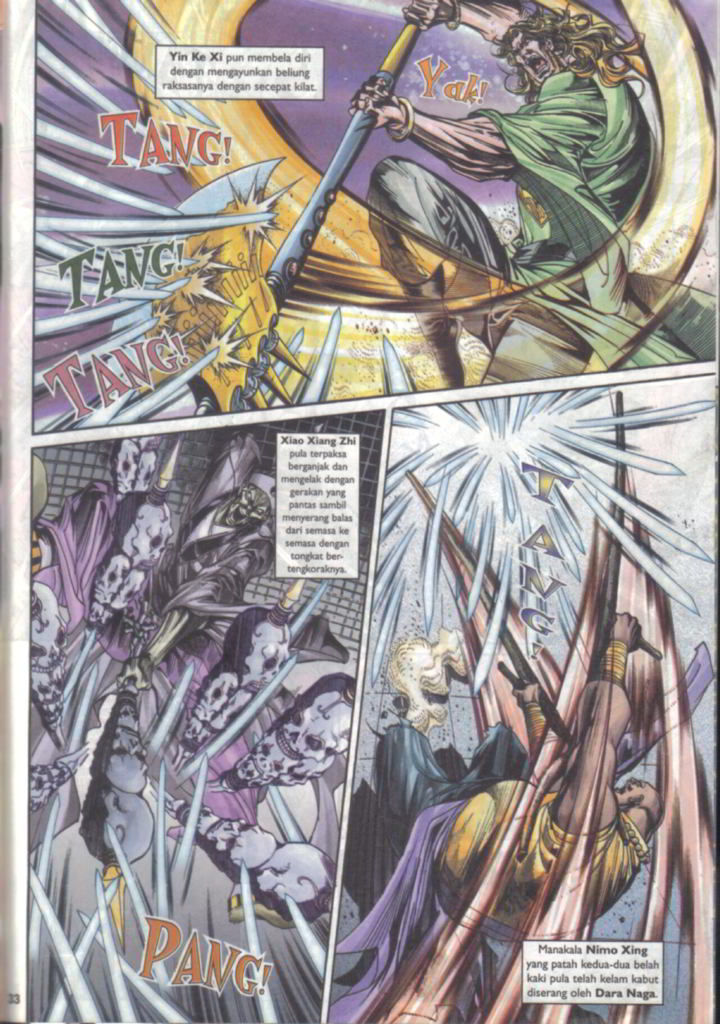 Yin Ke Xi pun membela diri
dengan mengayunkan beliung
raksasanya dengan secepat kilat.
Yak!
TANG!
TANG!
TANG!
Xiao Xiang Zhi
pula terpaksa
berganjak dan
mengelak dengan
gerakan yang
pantas sambil
menyerang balas
dari semasa ke
semasa dengan
tongkat ber-
tengkoraknya.
TANG!
PANG!
Manakala Nimo Xing
yang patah kedua-dua belah
kaki pula telah kelam kabut
diserang oleh Dara Naga.
33